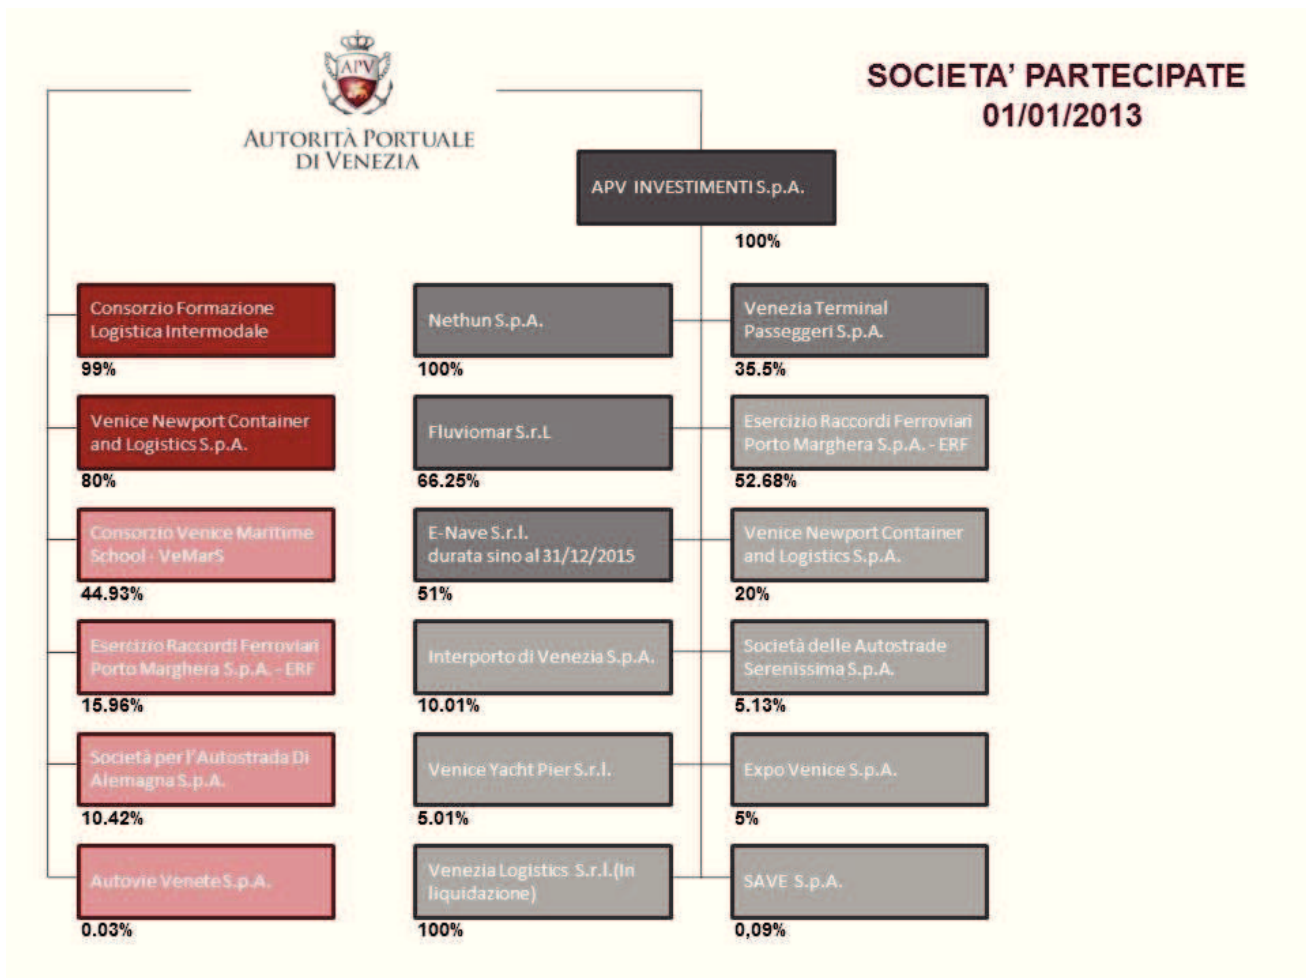 SOCIETA' PARTECIPATE
01/01/2013
APV
AUTORITÀ PORTUALE
DI VENEZIA
APV INVESTIMENTI S.p.A.
100%
Consorzio Formazione
Logistica Intermodale
99%
Venice Newport Container
and Logistics S.p.A.
80%
Consorzio Venice Maritime
School - VeMarS
44.93%
Esercizio Raccordi Ferroviari
Porto Marghera S.p.A. - ERF
15.96%
Società per l'Autostrada Di
Alemagna S.p.A.
10.42%
Autovie Venete S.p.A.
0.03%
Nethun S.p.A.
100%
Fluviomar S.r.L
66.25%
E-Nave S.r.l.
durata sino al 31/12/2015
51%
Interporto di Venezia S.p.A.
10.01%
Venice Yacht Pier S.r.l.
5.01%
Venezia Logistics S.r.l.(In
liquidazione)
100%
Venezia Terminal
Passeggeri S.p.A.
35.5%
Esercizio Raccordi Ferroviari
Porto Marghera S.p.A. - ERF
52.68%
Venice Newport Container
and Logistics S.p.A.
20%
Società delle Autostrade
Serenissima S.p.A.
5.13%
Expo Venice S.p.A.
5%
SAVE S.p.A.
0,09%